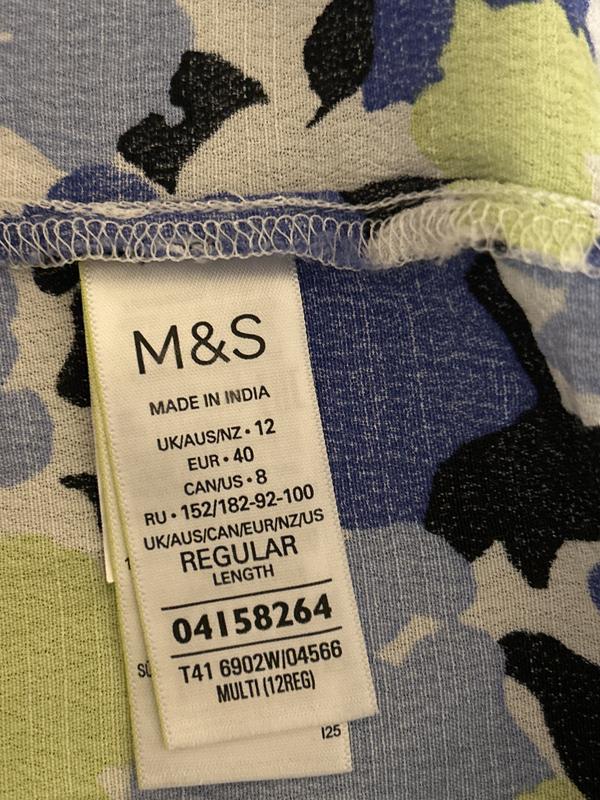 M&S
MADE IN INDIA
UK/AUS/NZ • 12
EUR • 40
CAN/US • 8
RU • 152/182-92-100
UK/AUS/CAN/EUR/NZ/US
REGULAR
LENGTH
04158264
T41 6902W/04566
MULTI (12REG)
I25